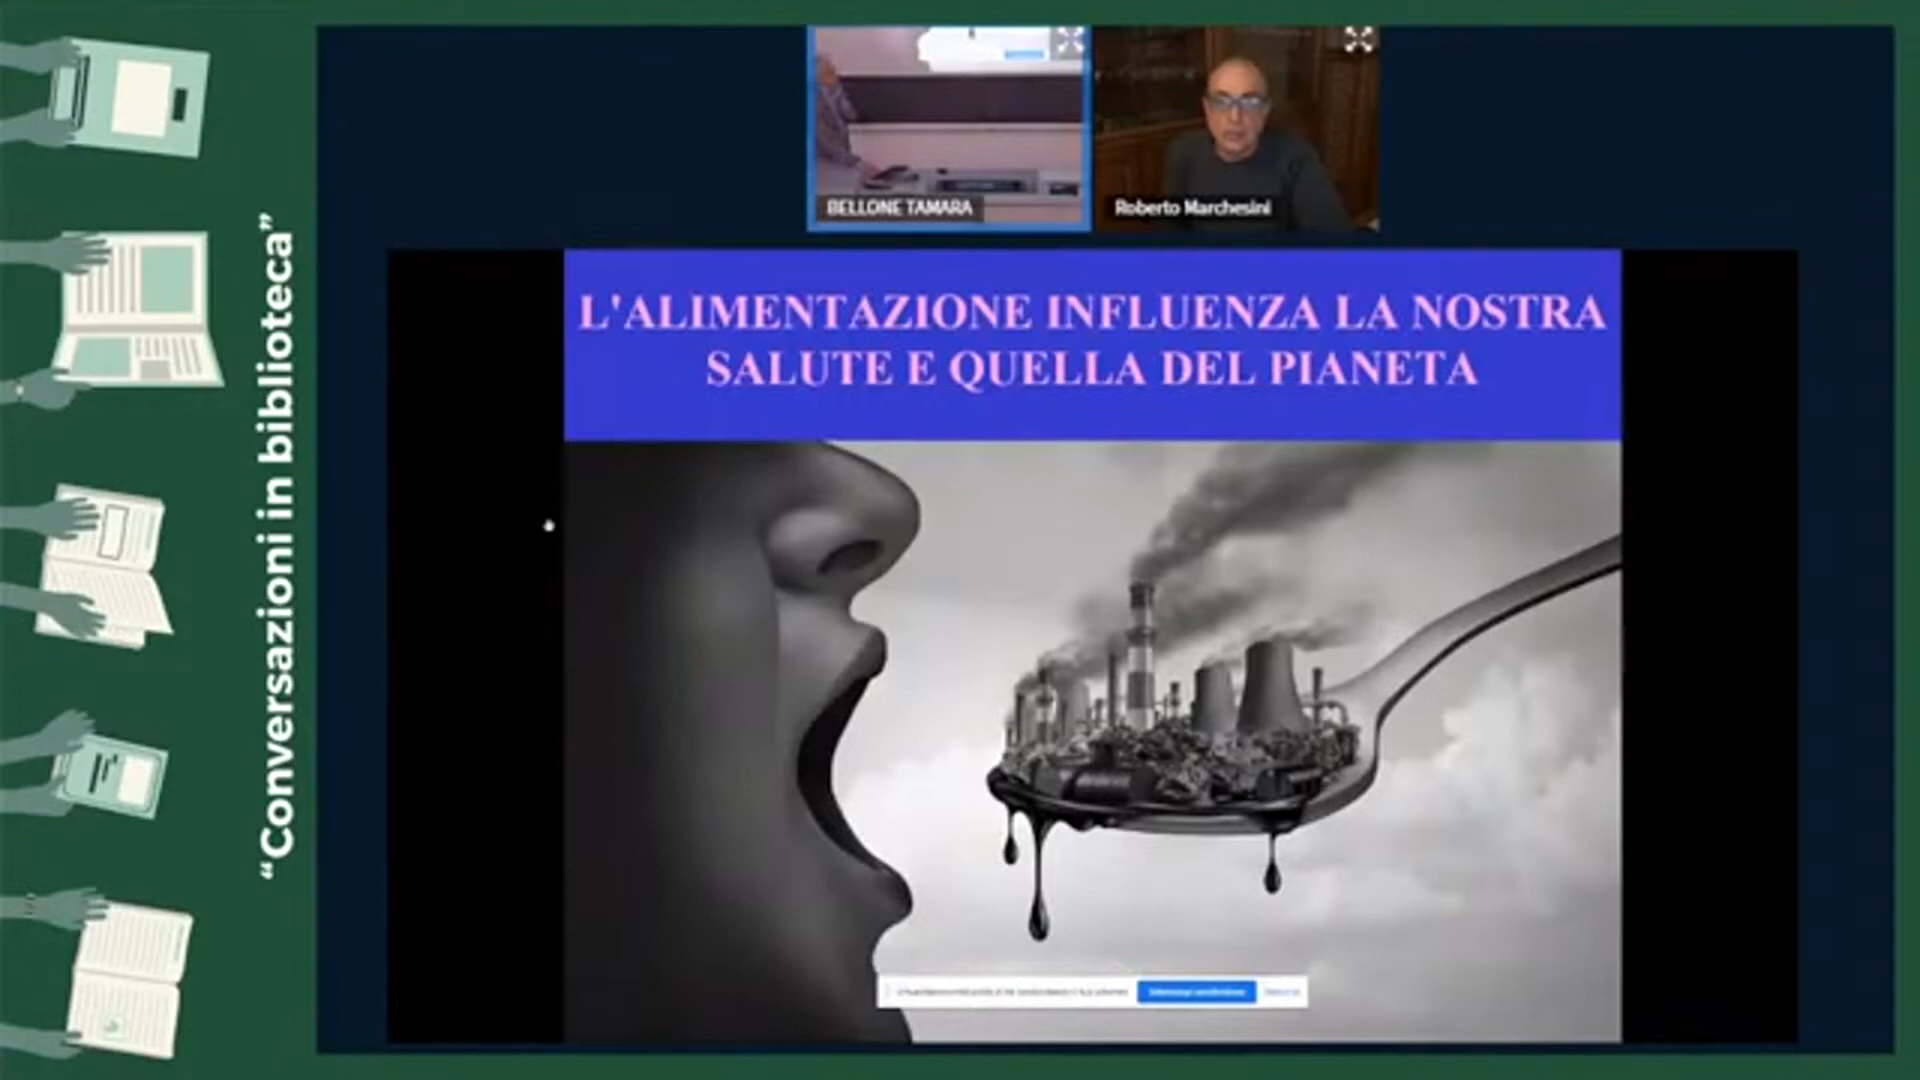 “Conversazioni in biblioteca”
BELLONE TAMARA
Roberto Marchesini
L'ALIMENTAZIONE INFLUENZA LA NOSTRA
SALUTE E QUELLA DEL PIANETA